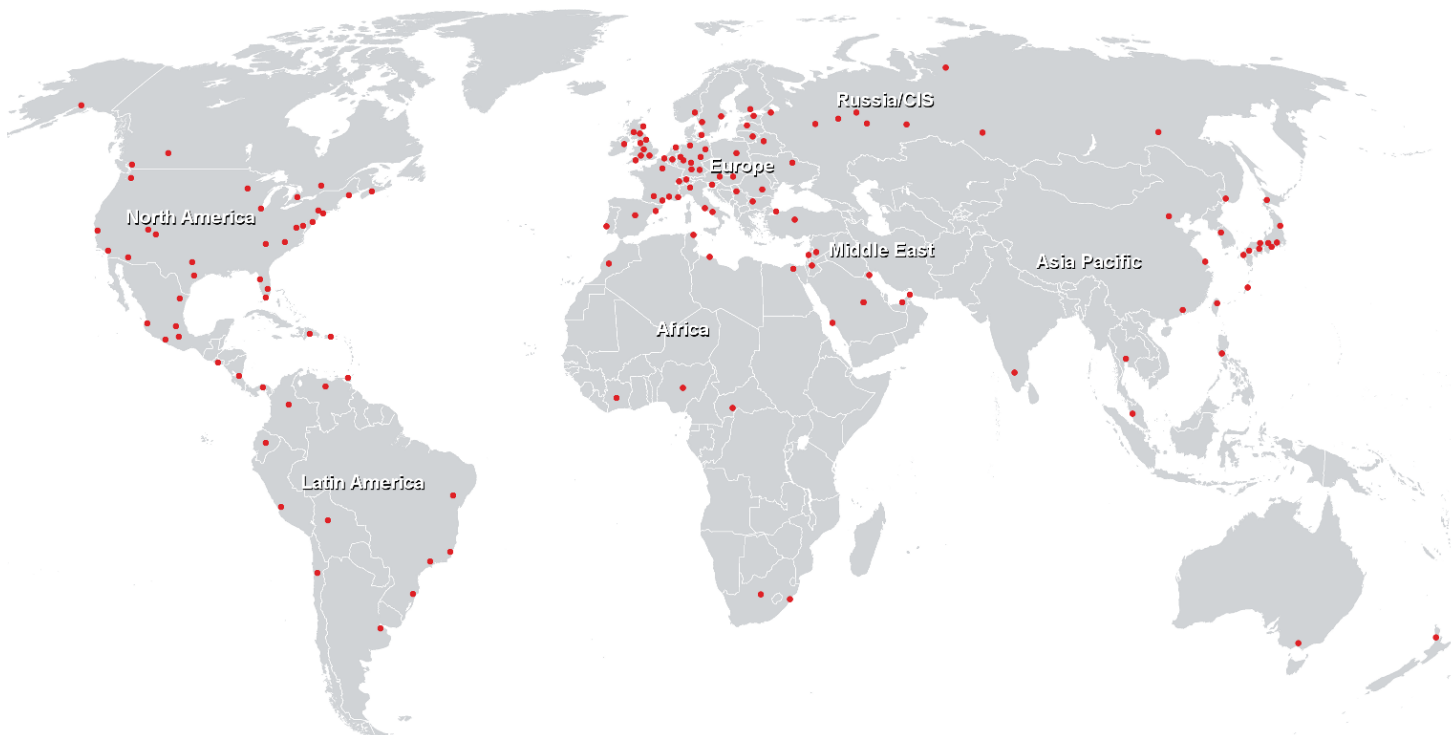 Russia/CIS
Europe
North America
Middle East
Asia Pacific
Africa
Latin America